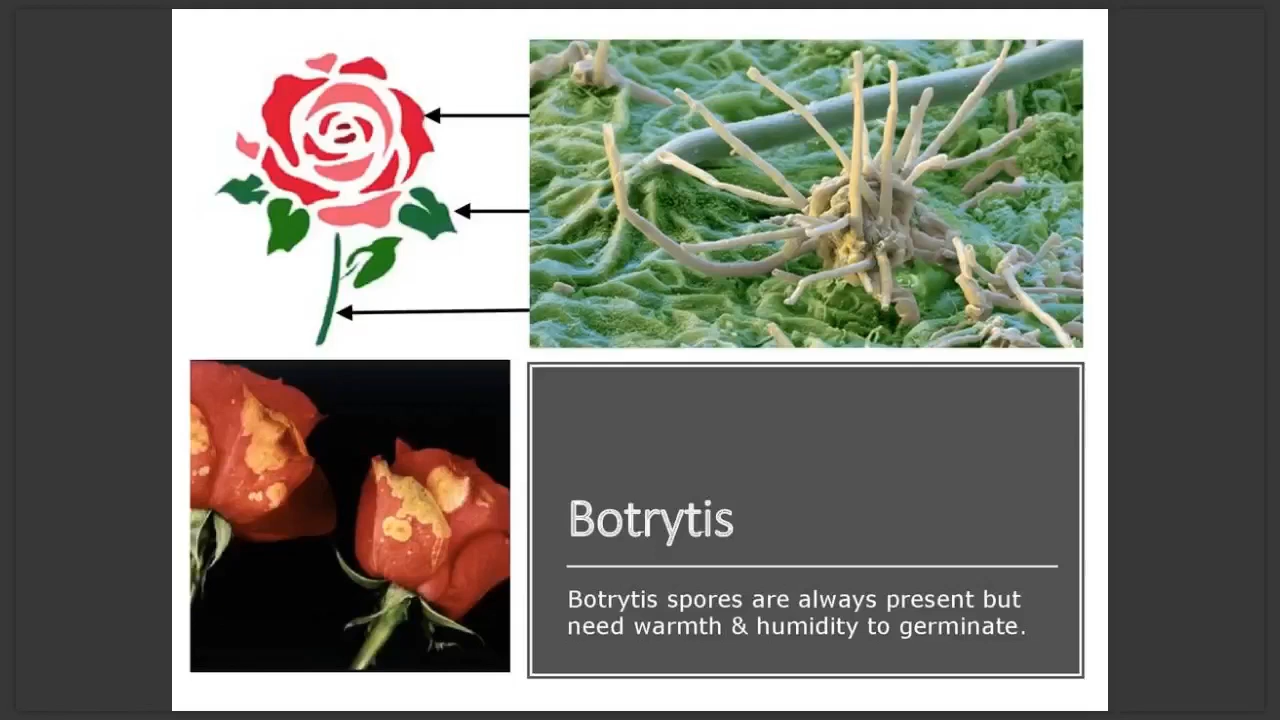 Botrytis
Botrytis spores are always present but
need warmth & humidity to germinate.